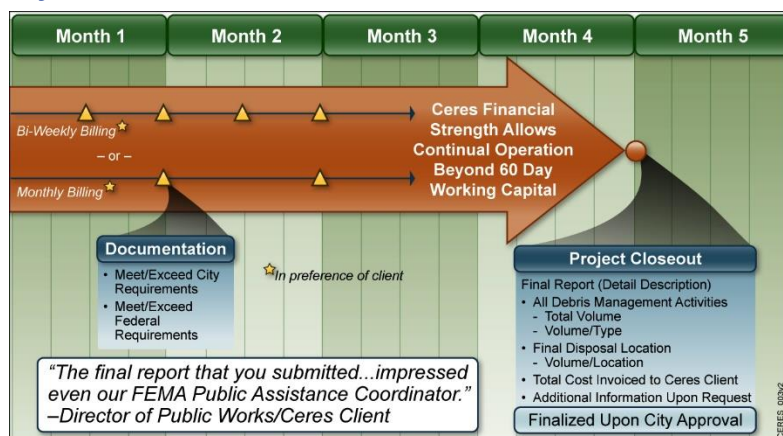 Month 1
Month 2
Month 3
Month 4
Month 5
Bi-Weekly Billing
– or –
Monthly Billing
Ceres Financial
Strength Allows
Continual Operation
Beyond 60 Day
Working Capital
Documentation
• Meet/Exceed City
Requirements
• Meet/Exceed
Federal
Requirements
In preference of client
Project Closeout
Final Report (Detail Description)
• All Debris Management Activities
- Total Volume
- Volume/Type
• Final Disposal Location
- Volume/Location
• Total Cost Invoiced to Ceres Client
• Additional Information Upon Request
Finalized Upon City Approval
“The final report that you submitted...impressed
even our FEMA Public Assistance Coordinator.”
–Director of Public Works/Ceres Client